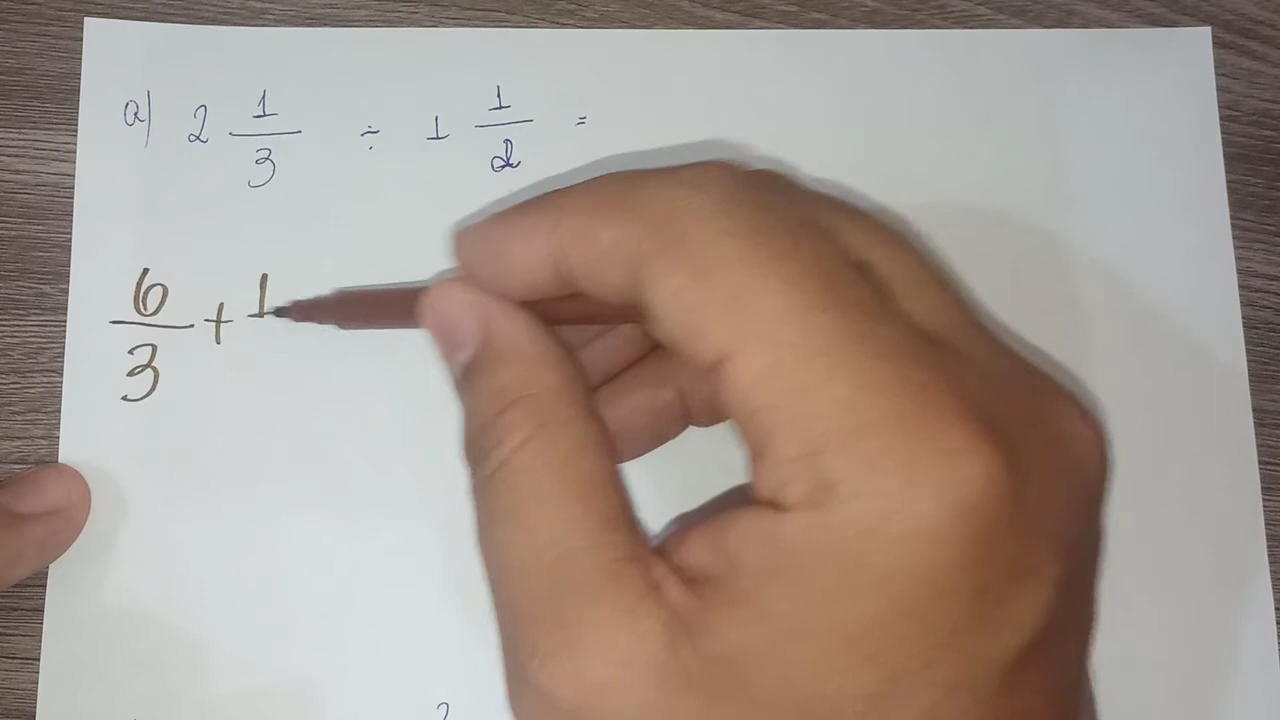 a) 2 1/3 ÷ 1 1/2 =
6/3 + 1